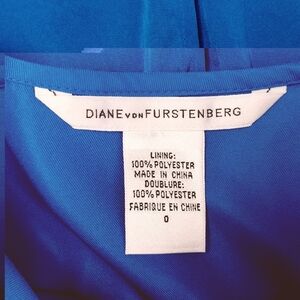 DIANE VON FURSTENBERG
LINING:
100% POLYESTER
MADE IN CHINA
DOUBLURE:
100% POLYESTER
FABRIQUE EN CHINE
0